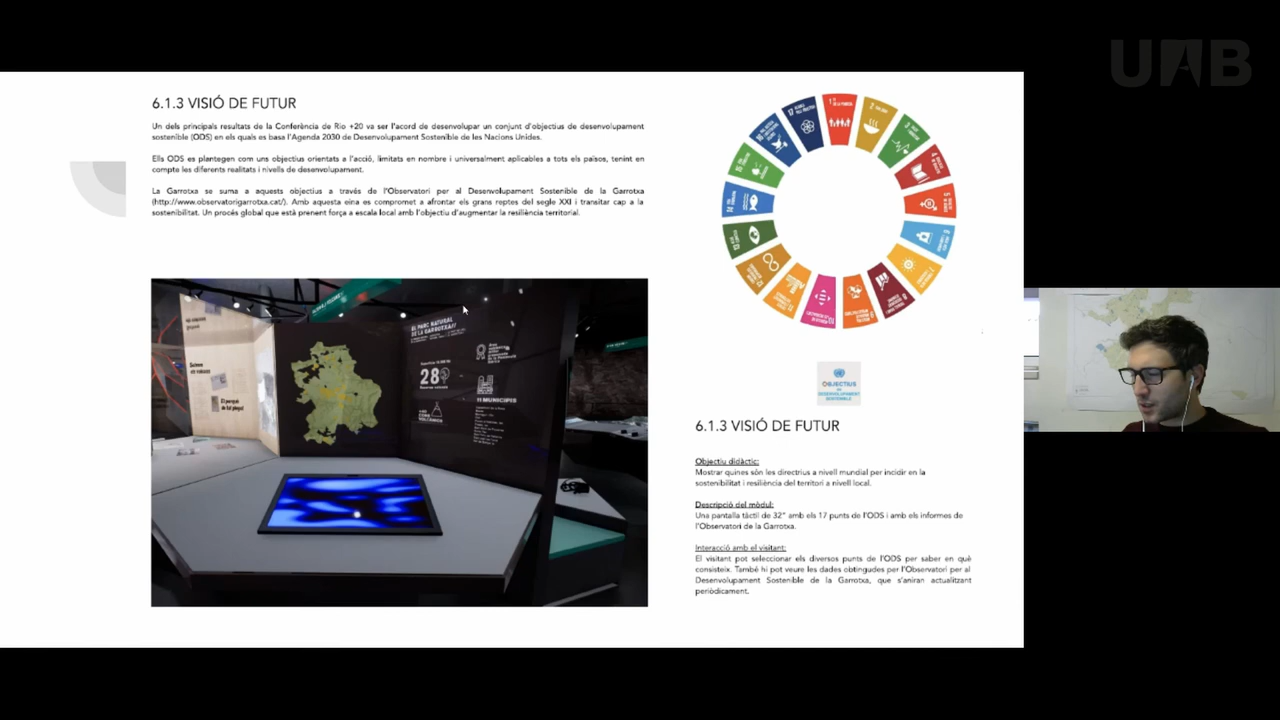 UAB
6.1.3 VISIÓ DE FUTUR
Un dels principals resultats de la Conferència de Rio +20 va ser l'acord de desenvolupar un conjunt d'objectius de desenvolupament
sostenible (ODS) en els quals es basa l'Agenda 2030 de Desenvolupament Sostenible de les Nacions Unides.
Ells ODS es plantegen com uns objectius orientats a l'acció, limitats en nombre i universalment aplicables a tots els països, tenint en
compte les diferents realitats i nivells de desenvolupament.
La Garrotxa se suma a aquests objectius a través de l'Observatori per al Desenvolupament Sostenible de la Garrotxa
(http://www.observatorigarrotxa.cat/). Amb aquesta eina es compromet a afrontar els grans reptes del segle XXI i transitar cap a la
sostenibilitat. Un procés global que està prenent força a escala local amb l'objectiu d'augmentar la resiliència territorial.
EL PARC NATURAL
DE LA GARROTXA
28
11 MUNICIPIS
OBJECTIUS
DE
DESENVOLUPAMENT
SOSTENIBLE
6.1.3 VISIÓ DE FUTUR
Objectiu didàctic:
Mostrar quines són les directrius a nivell mundial per incidir en la
sostenibilitat i resiliència del territori a nivell local.
Descripció del mòdul:
Una pantalla tàctil de 32" amb els 17 punts de l'ODS i amb els informes de
l'Observatori de la Garrotxa.
Interacció amb el visitant:
El visitant pot seleccionar els diversos punts de l'ODS per saber en què
consisteix. També hi pot veure les dades obtingudes per l'Observatori per al
Desenvolupament Sostenible de la Garrotxa, que s'aniran actualitzant
periòdicament.